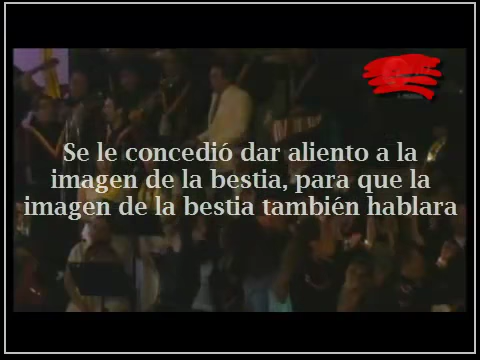 Se le concedió dar aliento a la
imagen de la bestia, para que la
imagen de la bestia también hablara